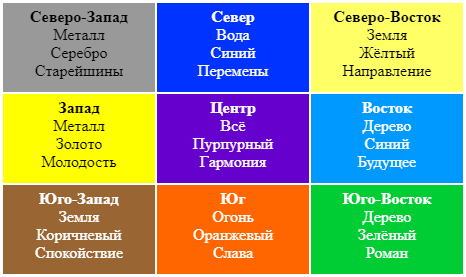 Северо-Запад
Металл
Серебро
Старейшины
Север
Вода
Синий
Перемены
Северо-Восток
Земля
Жёлтый
Направление
Запад
Металл
Золото
Молодость
Центр
Всё
Пурпурный
Гармония
Восток
Дерево
Синий
Будущее
Юго-Запад
Земля
Коричневый
Спокойствие
Юг
Огонь
Оранжевый
Слава
Юго-Восток
Дерево
Зелёный
Роман